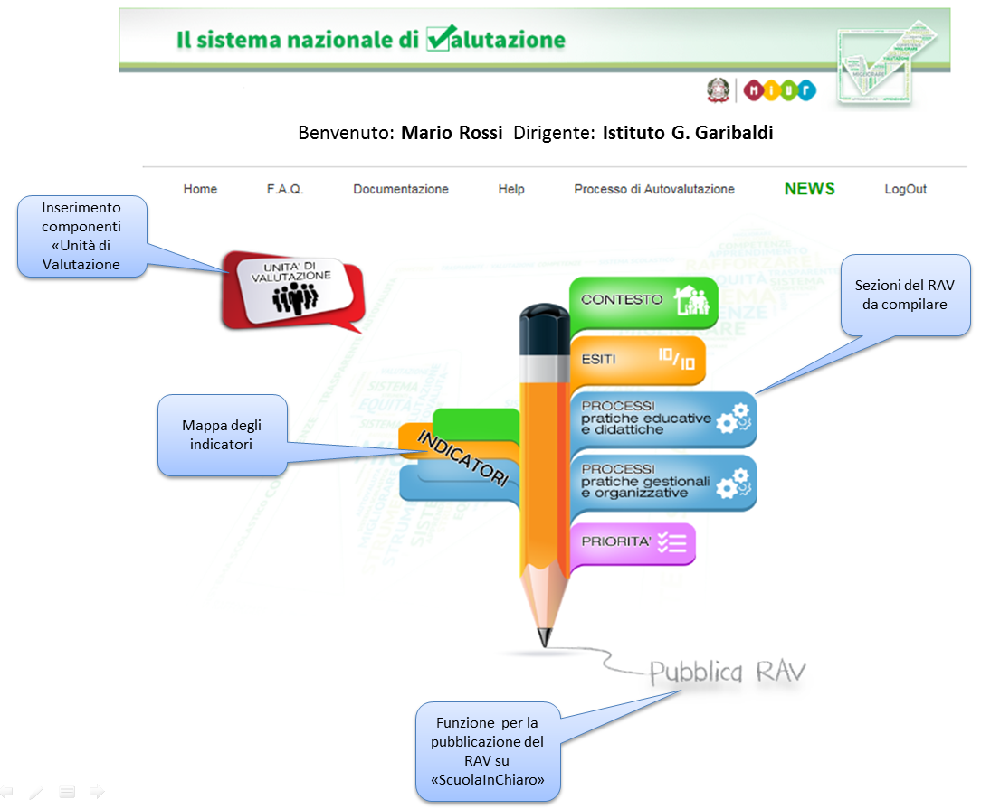 Il sistema nazionale di Valutazione
MIGLIORARE
VALUTAZIONE
MIUR
Benvenuto: Mario Rossi Dirigente: Istituto G. Garibaldi
Home F.A.Q. Documentazione Help Processo di Autovalutazione NEWS LogOut
Inserimento
componenti
«Unità di
Valutazione
UNITA' DI
VALUTAZIONE
Sezioni del RAV
da compilare
CONTESTO
ESITI 10/10
PROCESSI
pratiche educative
e didattiche
Mappa degli
indicatori
INDICATORI
PROCESSI
pratiche gestionali
e organizzative
PRIORITA'
Pubblica RAV
Funzione per la
pubblicazione del
RAV su
«ScuolaInChiaro»